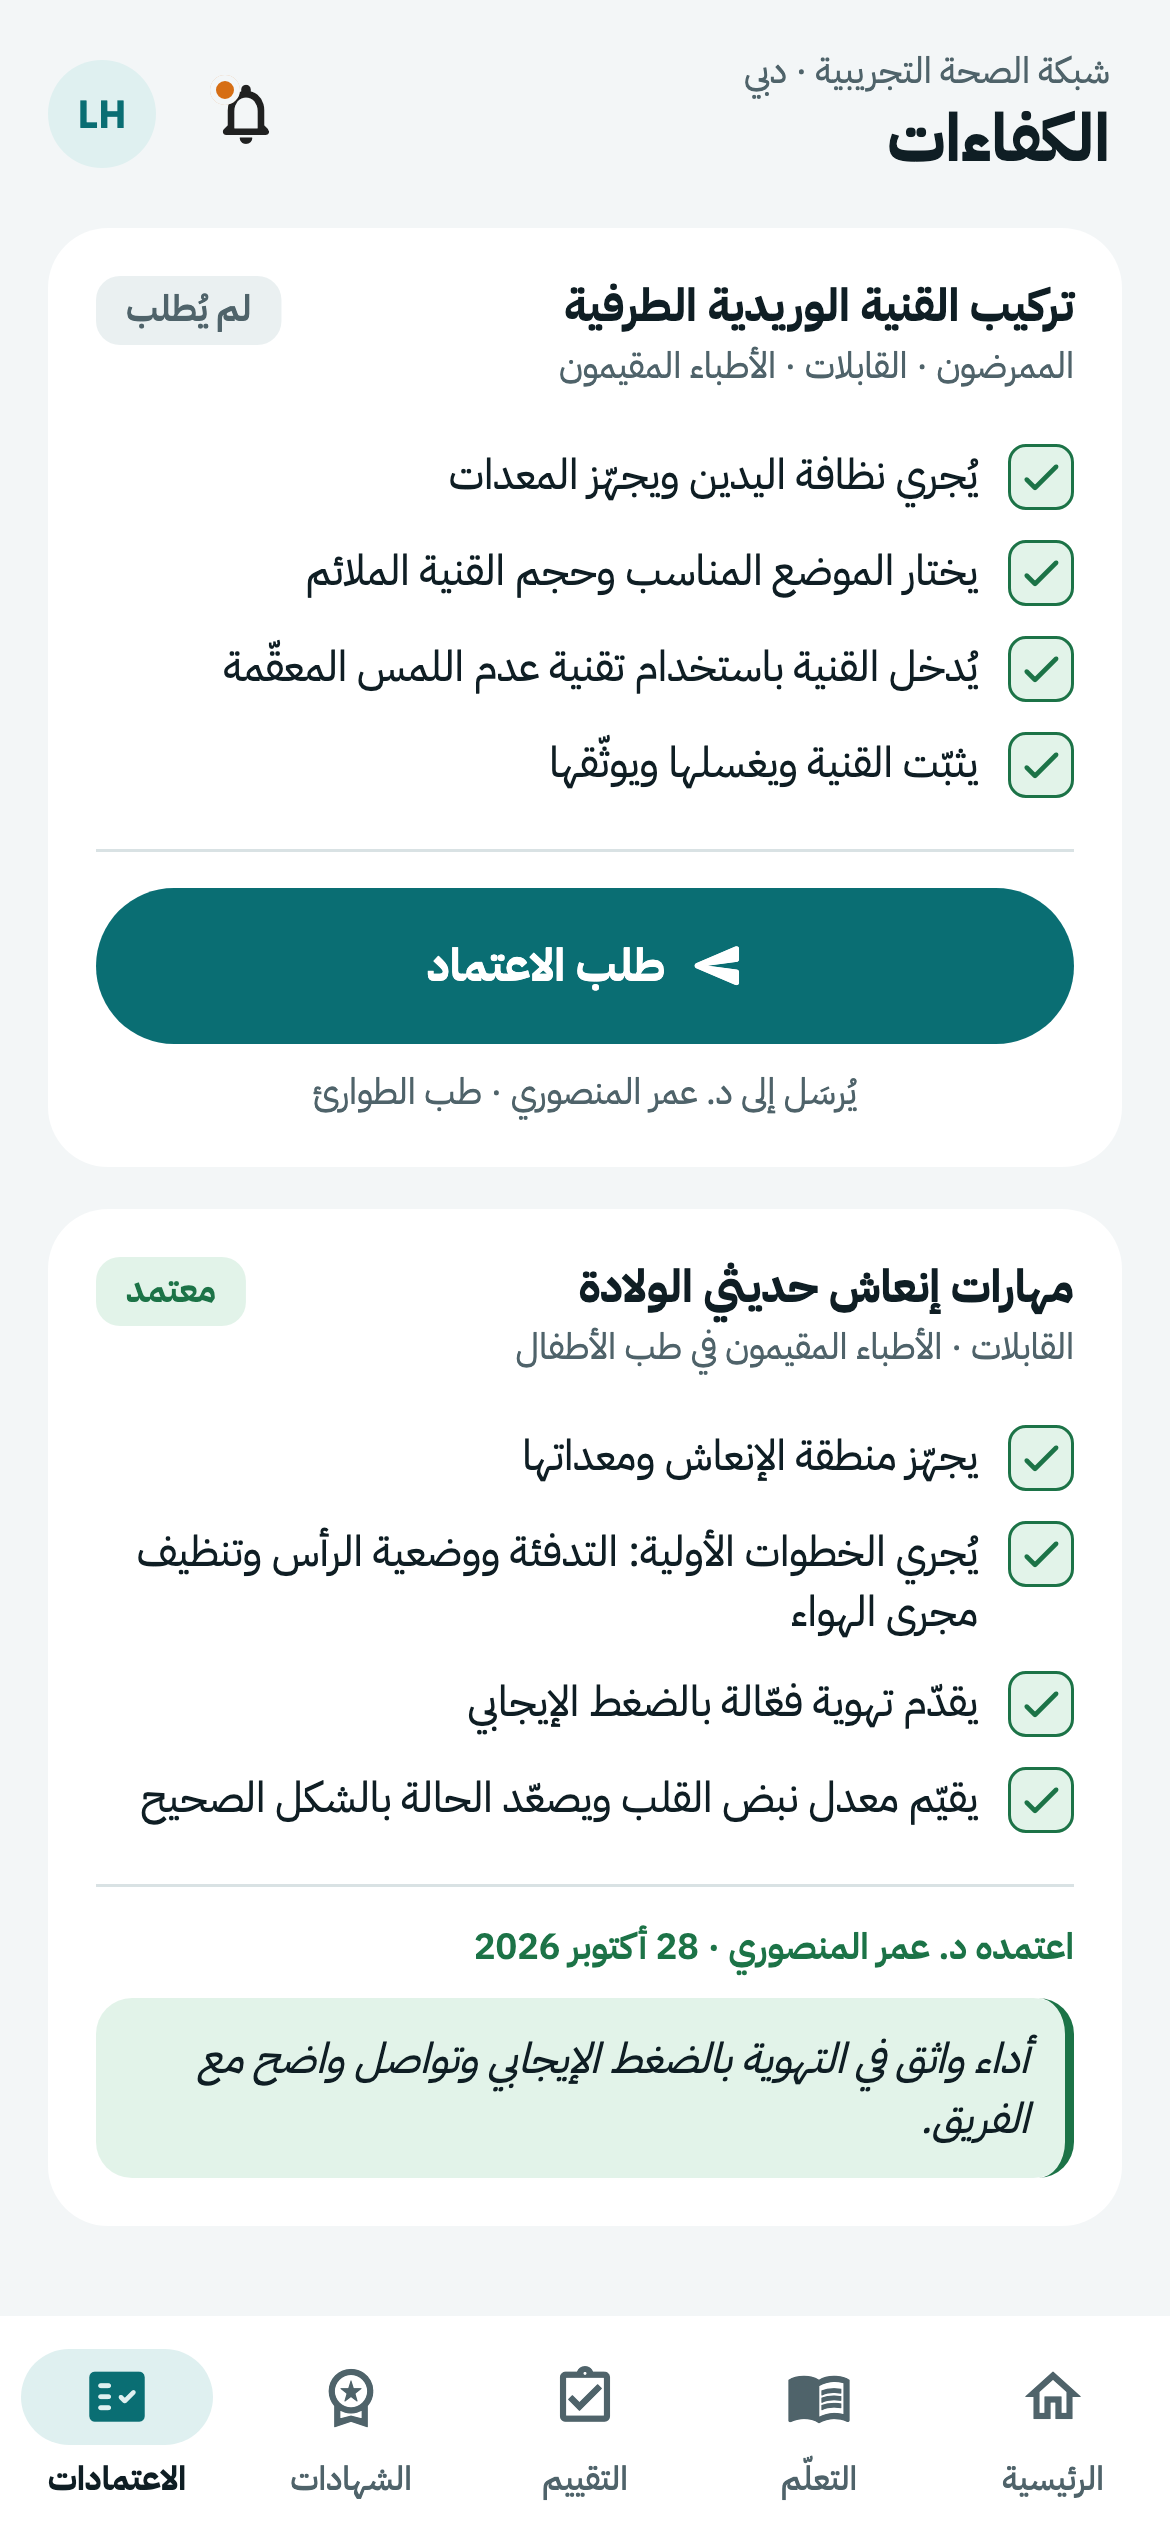 شبكة الصحة التجريبية · دبي
الكفاءات
LH
تركيب القنية الوريدية الطرفية
لم يُطلب
الممرضون · القابلات · الأطباء المقيمون
يُجري نظافة اليدين ويجهّز المعدات
يختار الموضع المناسب وحجم القنية الملائم
يُدخل القنية باستخدام تقنية عدم اللمس المعقّمة
يثبّت القنية ويغسلها ويوثّقها
طلب الاعتماد
يُرسَل إلى د. عمر المنصوري · طب الطوارئ
مهارات إنعاش حديثي الولادة
معتمد
القابلات · الأطباء المقيمون في طب الأطفال
يجهّز منطقة الإنعاش ومعداتها
يُجري الخطوات الأولية: التدفئة ووضعية الرأس وتنظيف
مجرى الهواء
يقدّم تهوية فعّالة بالضغط الإيجابي
يقيّم معدل نبض القلب ويصعّد الحالة بالشكل الصحيح
اعتمده د. عمر المنصوري · 28 أكتوبر 2026
أداء واثق في التهوية بالضغط الإيجابي وتواصل واضح مع
الفريق.
الرئيسية
التعلّم
التقييم
الشهادات
الاعتمادات